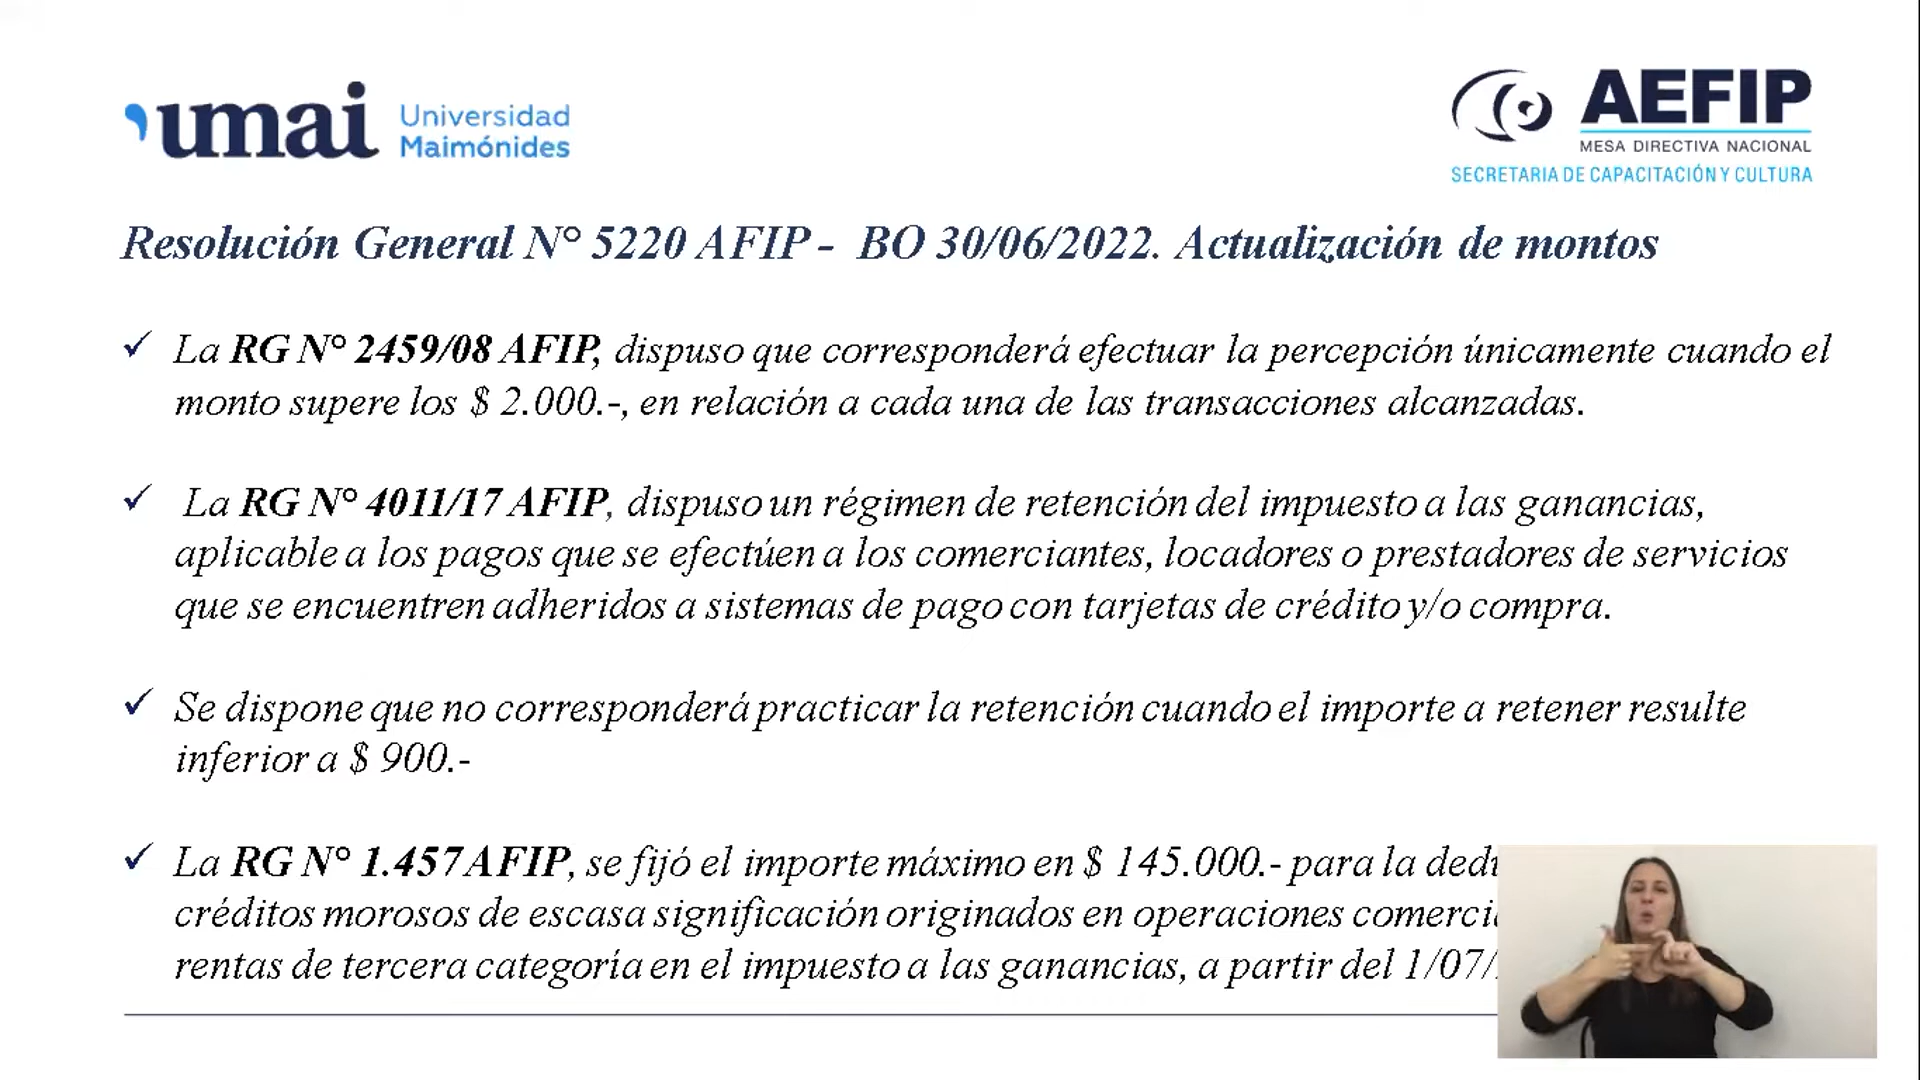 umai Universidad
Maimónides
AEFIP
MESA DIRECTIVA NACIONAL
SECRETARIA DE CAPACITACIÓN Y CULTURA
Resolución General N° 5220 AFIP - BO 30/06/2022. Actualización de montos
✓ La RG N° 2459/08 AFIP, dispuso que corresponderá efectuar la percepción únicamente cuando el
monto supere los $ 2.000.-, en relación a cada una de las transacciones alcanzadas.
✓ La RG N° 4011/17 AFIP, dispuso un régimen de retención del impuesto a las ganancias,
aplicable a los pagos que se efectúen a los comerciantes, locadores o prestadores de servicios
que se encuentren adheridos a sistemas de pago con tarjetas de crédito y/o compra.
✓ Se dispone que no corresponderá practicar la retención cuando el importe a retener resulte
inferior a $ 900.-
✓ La RG N° 1.457 AFIP, se fijó el importe máximo en $ 145.000.- para la
créditos morosos de escasa significación originados en operaciones
rentas de tercera categoría en el impuesto a las ganancias, a partir del 1/07/